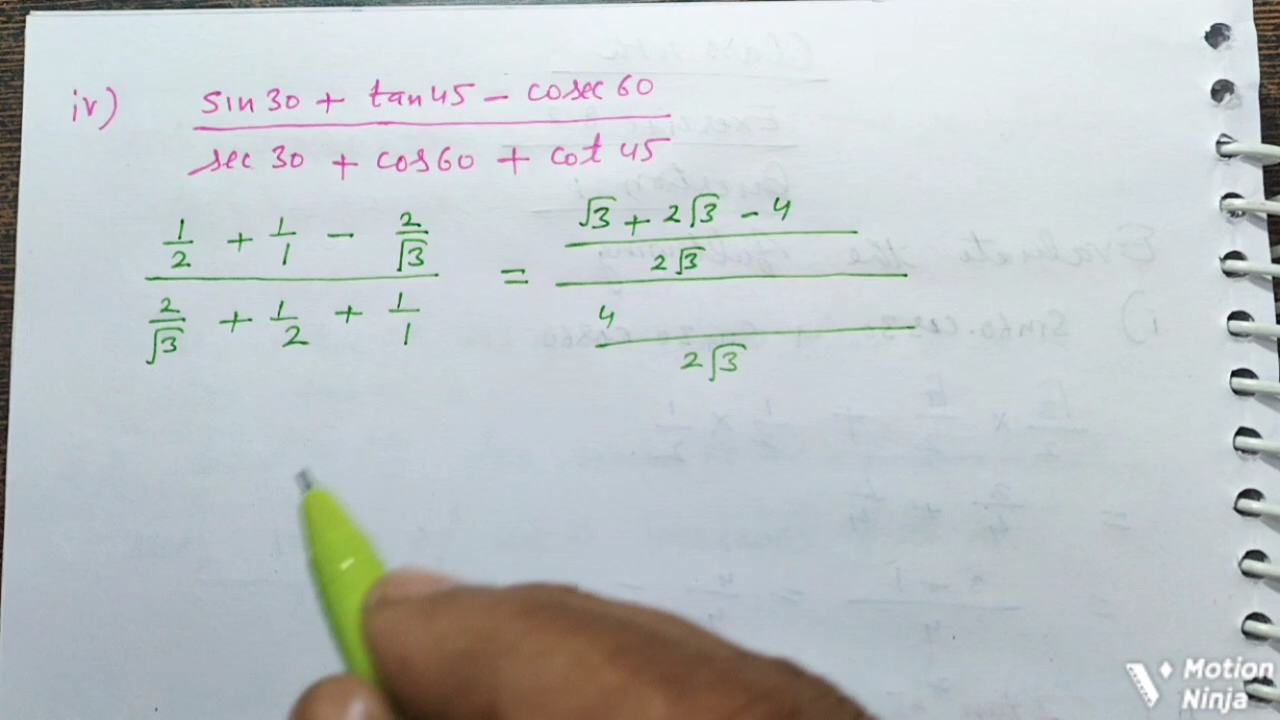 iv) sin 30 + tan 45 - cosec 60
sec 30 + cos 60 + cot 45
1/2 + 1/1 - 2/√3 = √3 + 2√3 - 4
2√3
2/√3 + 1/2 + 1/1 4
2√3
Motion
Ninja